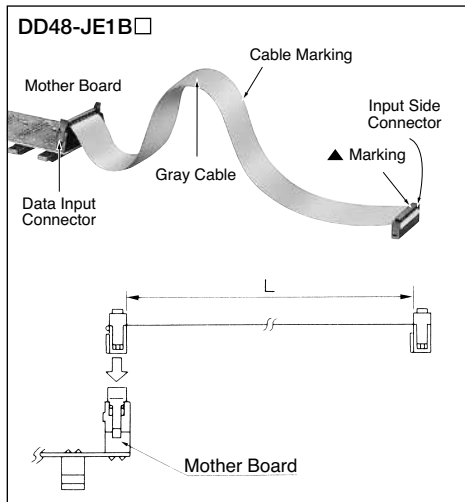 DD48-JE1B□
Cable Marking
Mother Board
Input Side
Connector
▲ Marking
Gray Cable
Data Input
Connector
L
Mother Board